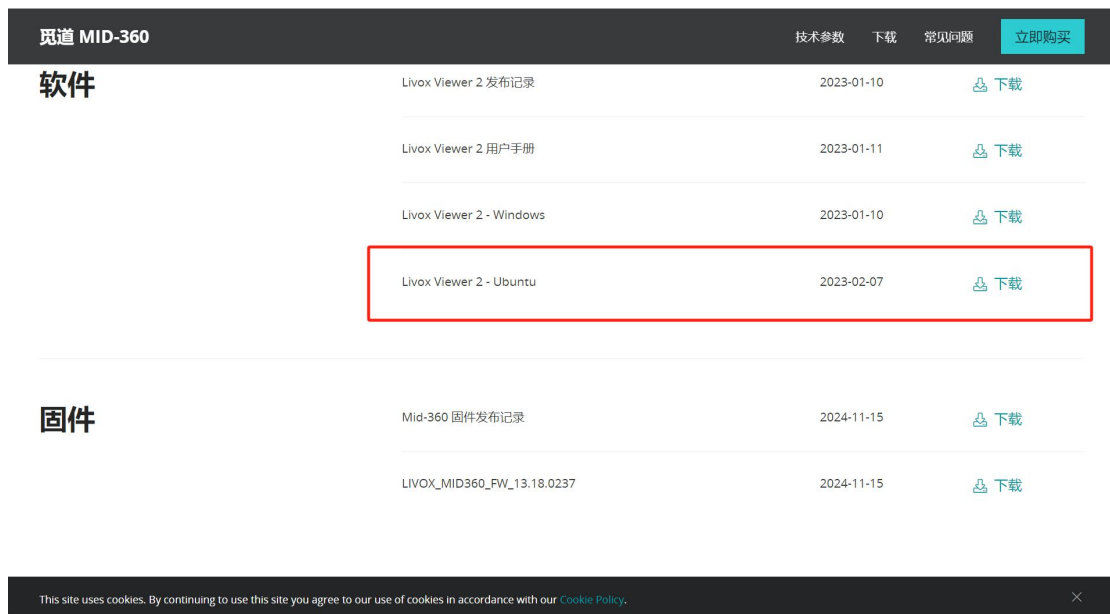 觅道 MID-360 技术参数 下载 常见问题 立即购买
软件
Livox Viewer 2 发布记录 2023-01-10 下载
Livox Viewer 2 用户手册 2023-01-11 下载
Livox Viewer 2 - Windows 2023-01-10 下载
Livox Viewer 2 - Ubuntu 2023-02-07 下载
固件
Mid-360 固件发布记录 2024-11-15 下载
LIVOX_MID360_FW_13.18.0237 2024-11-15 下载
This site uses cookies. By continuing to use this site you agree to our use of cookies in accordance with our Cookie Policy.